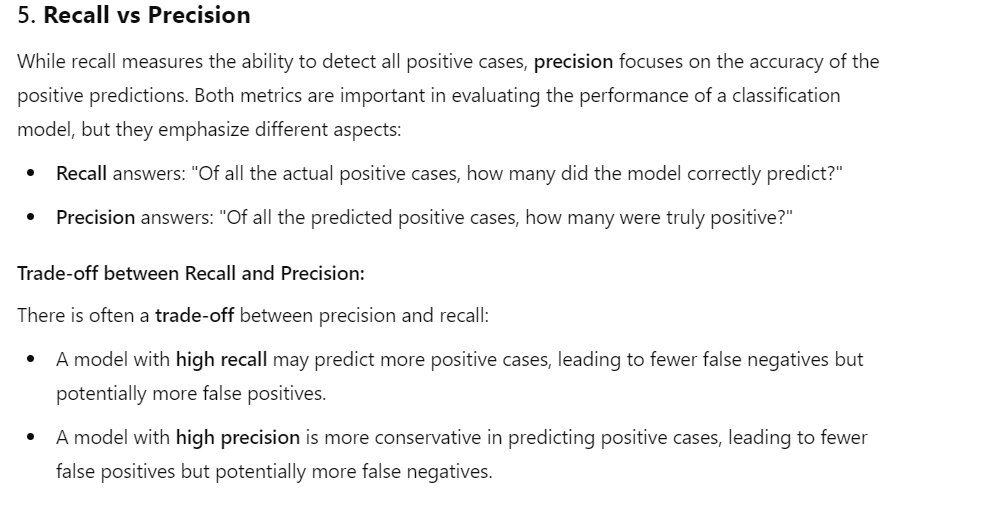 5. Recall vs Precision
While recall measures the ability to detect all positive cases, precision focuses on the accuracy of the
positive predictions. Both metrics are important in evaluating the performance of a classification
model, but they emphasize different aspects:
• Recall answers: "Of all the actual positive cases, how many did the model correctly predict?"
• Precision answers: "Of all the predicted positive cases, how many were truly positive?"
Trade-off between Recall and Precision:
There is often a trade-off between precision and recall:
• A model with high recall may predict more positive cases, leading to fewer false negatives but
potentially more false positives.
• A model with high precision is more conservative in predicting positive cases, leading to fewer
false positives but potentially more false negatives.